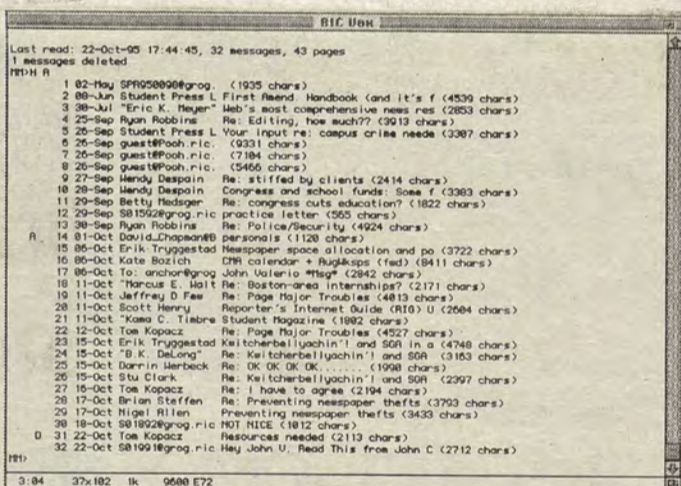 RIC Vax
Last read: 22-Oct-95 17:44:45, 32 messages, 43 pages
1 messages deleted
MM>H A
1 02-May SPA950090@grog. (1935 chars)
2 08-Jun Student Press L First Amend. Handbook (and it's f (4539 chars)
3 30-Jul "Eric K. Meyer" Web's most comprehensive news res (2853 chars)
4 25-Sep Ryan Robbins Re: Editing, how much?? (3913 chars)
5 26-Sep Student Press L Your input re: campus crime neede (3307 chars)
6 26-Sep guest@Pooh.ric. (9331 chars)
7 26-Sep guest@Pooh.ric. (7104 chars)
8 26-Sep guest@Pooh.ric. (5466 chars)
9 27-Sep Wendy Despain Re: stiffed by clients (2414 chars)
10 28-Sep Wendy Despain Congress and school funds: Some f (3383 chars)
11 29-Sep Betty Medsger Re: congress cuts education? (1822 chars)
12 29-Sep S01592@grog.ric practice letter (565 chars)
13 30-Sep Ryan Robbins Re: Police/Security (4924 chars)
A 14 01-Oct David_Chapman@B personals (1120 chars)
15 06-Oct Erik Tryggestad Newspaper space allocation and po (3722 chars)
16 06-Oct Kate Bozich CMA calendar + Aug Wksps (fwd) (8411 chars)
17 06-Oct To: anchor@grog John Valerio *Msg* (2842 chars)
18 11-Oct "Marcus E. Walt Re: Boston-area internships? (2171 chars)
19 11-Oct Jeffrey D Few Re: Page Major Troubles (4013 chars)
20 11-Oct Scott Henry Reporter's Internet Guide (RIG) U (2604 chars)
21 11-Oct "Kama C. Timbre Student Magazine (1802 chars)
22 12-Oct Tom Kopacz Re: Page Major Troubles (4527 chars)
23 15-Oct Erik Tryggestad Keitcherbellyachin'! and SGA in a (4748 chars)
24 15-Oct "B.K. DeLong" Re: Keitcherbellyachin'! and SGA (3163 chars)
25 15-Oct Darrin Werbeck Re: OK OK OK....... (1990 chars)
26 15-Oct Stu Clark Re: Keitcherbellyachin'! and SGA (2397 chars)
27 16-Oct Tom Kopacz Re: I have to agree (2194 chars)
28 17-Oct Brian Steffen Re: Preventing newspaper thefts (3793 chars)
29 17-Oct Nigel Allen Preventing newspaper thefts (3433 chars)
30 18-Oct S01892@grog.ric NOT NICE (1012 chars)
D 31 22-Oct Tom Kopacz Resources needed (2113 chars)
32 22-Oct S01991@grog.ric Hey John V. Read This from John C (2712 chars)
MM>
3:04 37x102 1k 9600 E72